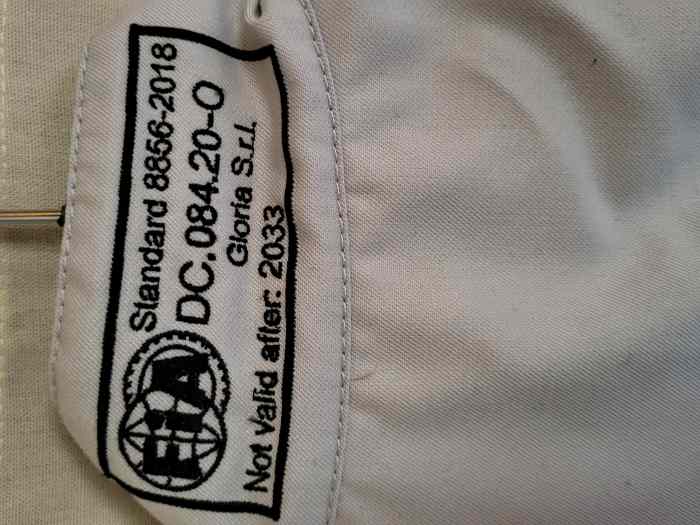 FiA
Standard 8856-2018
DC.084.20-O
Gloria S.r.l.
Not Valid after: 2033